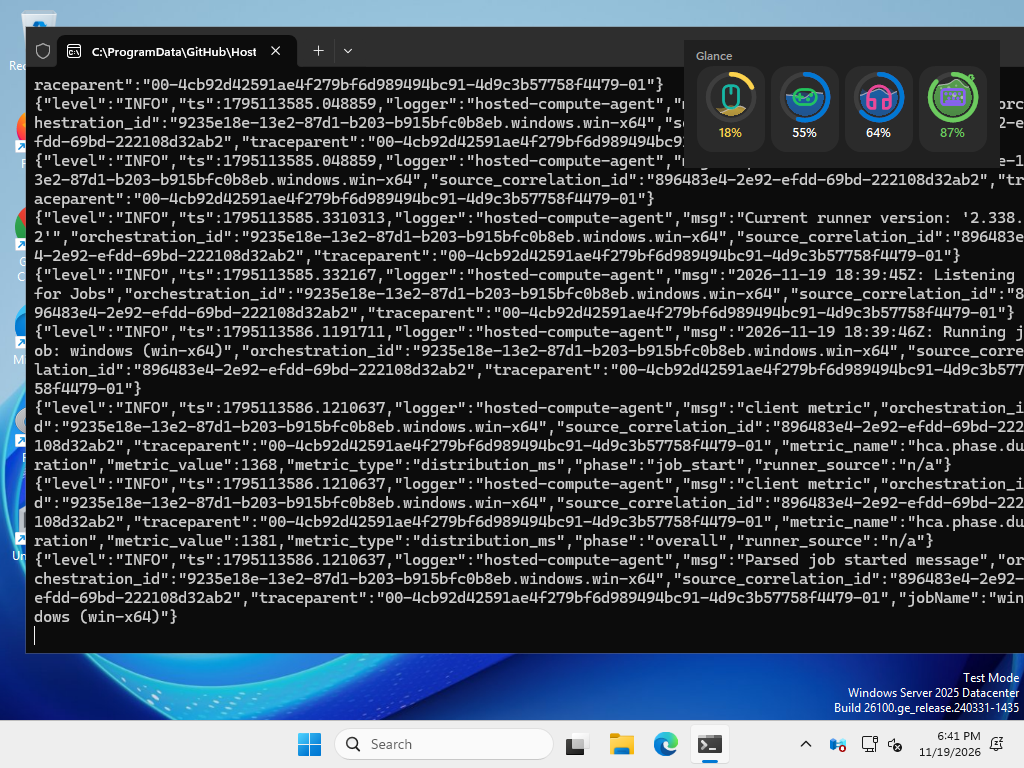 Rec
C:\ProgramData\GitHub\Host
Glance
18%
55%
64%
87%
raceparent":"00-4cb92d42591ae4f279bf6d989494bc91-4d9c3b57758f4479-01"}
{"level":"INFO","ts":1795113585.048859,"logger":"hosted-compute-agent","m
hestration_id":"9235e18e-13e2-87d1-b203-b915bfc0b8eb.windows.win-x64","so
fdd-69bd-222108d32ab2","traceparent":"00-4cb92d42591ae4f279bf6d989494bc91
{"level":"INFO","ts":1795113585.048859,"logger":"hosted-compute-agent","m
3e2-87d1-b203-b915bfc0b8eb.windows.win-x64","source_correlation_id":"896483e4-2e92-efdd-69bd-222108d32ab2","tr
aceparent":"00-4cb92d42591ae4f279bf6d989494bc91-4d9c3b57758f4479-01"}
{"level":"INFO","ts":1795113585.3310313,"logger":"hosted-compute-agent","msg":"Current runner version: '2.338.
2'","orchestration_id":"9235e18e-13e2-87d1-b203-b915bfc0b8eb.windows.win-x64","source_correlation_id":"896483e
4-2e92-efdd-69bd-222108d32ab2","traceparent":"00-4cb92d42591ae4f279bf6d989494bc91-4d9c3b57758f4479-01"}
{"level":"INFO","ts":1795113585.332167,"logger":"hosted-compute-agent","msg":"2026-11-19 18:39:45Z: Listening
for Jobs","orchestration_id":"9235e18e-13e2-87d1-b203-b915bfc0b8eb.windows.win-x64","source_correlation_id":"8
96483e4-2e92-efdd-69bd-222108d32ab2","traceparent":"00-4cb92d42591ae4f279bf6d989494bc91-4d9c3b57758f4479-01"}
{"level":"INFO","ts":1795113586.1191711,"logger":"hosted-compute-agent","msg":"2026-11-19 18:39:46Z: Running j
ob: windows (win-x64)","orchestration_id":"9235e18e-13e2-87d1-b203-b915bfc0b8eb.windows.win-x64","source_corre
lation_id":"896483e4-2e92-efdd-69bd-222108d32ab2","traceparent":"00-4cb92d42591ae4f279bf6d989494bc91-4d9c3b577
58f4479-01"}
{"level":"INFO","ts":1795113586.1210637,"logger":"hosted-compute-agent","msg":"client metric","orchestration_i
d":"9235e18e-13e2-87d1-b203-b915bfc0b8eb.windows.win-x64","source_correlation_id":"896483e4-2e92-efdd-69bd-222
108d32ab2","traceparent":"00-4cb92d42591ae4f279bf6d989494bc91-4d9c3b57758f4479-01","metric_name":"hca.phase.du
ration","metric_value":1368,"metric_type":"distribution_ms","phase":"job_start","runner_source":"n/a"}
{"level":"INFO","ts":1795113586.1210637,"logger":"hosted-compute-agent","msg":"client metric","orchestration_i
d":"9235e18e-13e2-87d1-b203-b915bfc0b8eb.windows.win-x64","source_correlation_id":"896483e4-2e92-efdd-69bd-222
108d32ab2","traceparent":"00-4cb92d42591ae4f279bf6d989494bc91-4d9c3b57758f4479-01","metric_name":"hca.phase.du
ration","metric_value":1381,"metric_type":"distribution_ms","phase":"overall","runner_source":"n/a"}
{"level":"INFO","ts":1795113586.1210637,"logger":"hosted-compute-agent","msg":"Parsed job started message","or
chestration_id":"9235e18e-13e2-87d1-b203-b915bfc0b8eb.windows.win-x64","source_correlation_id":"896483e4-2e92-
efdd-69bd-222108d32ab2","traceparent":"00-4cb92d42591ae4f279bf6d989494bc91-4d9c3b57758f4479-01","jobName":"win
dows (win-x64)"}
Test Mode
Windows Server 2025 Datacenter
Build 26100.ge_release.240331-1435
Search
6:41 PM
11/19/2026